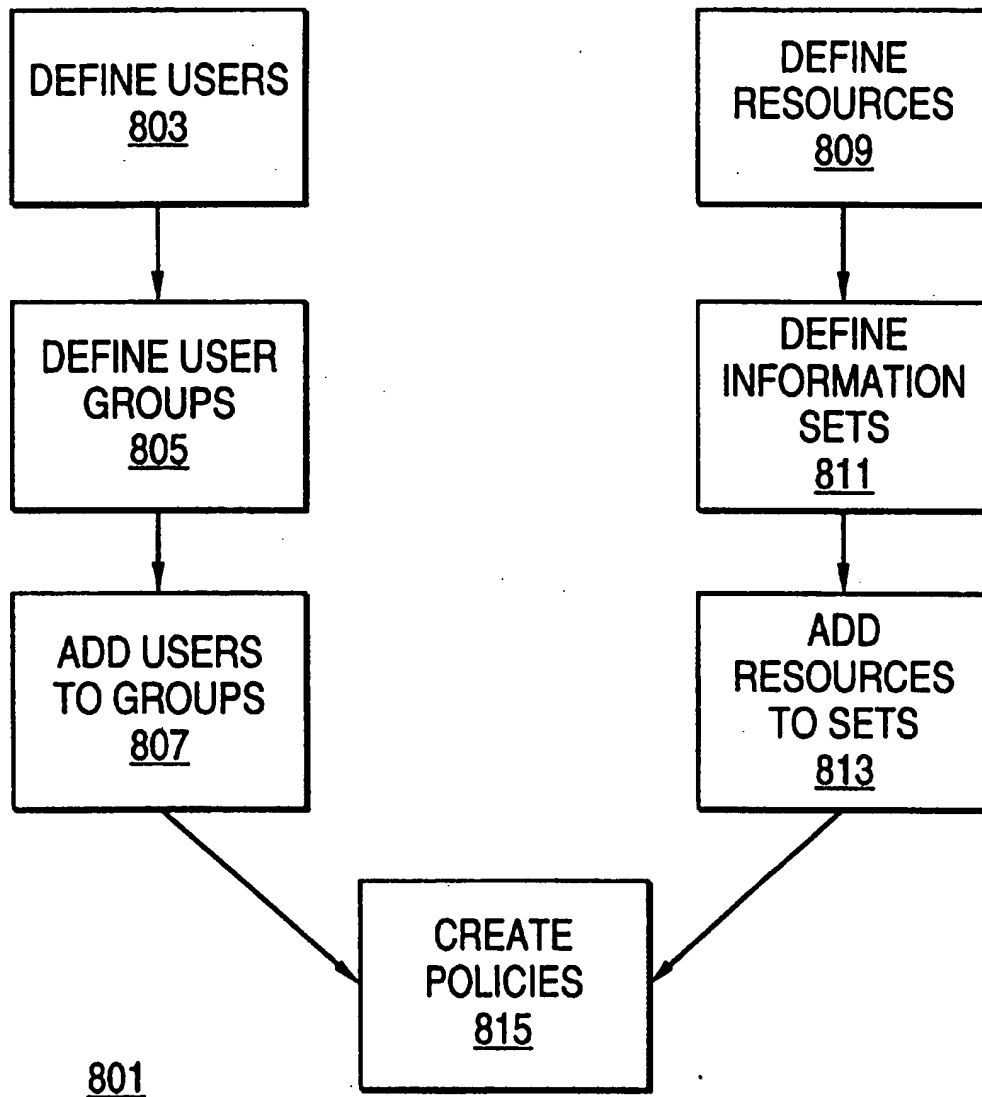 DEFINE USERS
803
DEFINE USER
GROUPS
805
ADD USERS
TO GROUPS
807
DEFINE
RESOURCES
809
DEFINE
INFORMATION
SETS
811
ADD
RESOURCES
TO SETS
813
CREATE
POLICIES
815
801